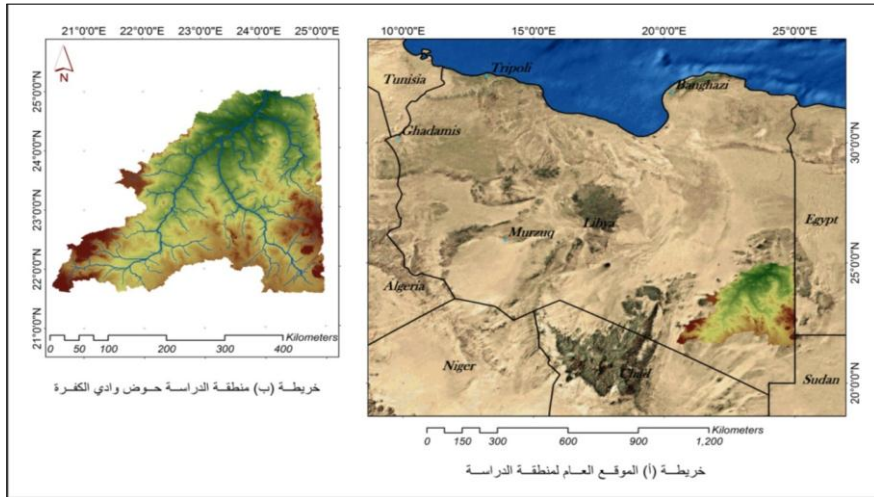 21°0'0"E 22°0'0"E 23°0'0"E 24°0'0"E 25°0'0"E
N
25°0'0"N
24°0'0"N
23°0'0"N
22°0'0"N
21°0'0"N
Kilometers
0 25 50 100 200 300 400
خريطة (ب) منطقة الدراسة حوض وادي الكفرة
10°0'0"E 15°0'0"E 20°0'0"E 25°0'0"E
Tripoli
Tunisia
Banghazi
Ghadamis
30°0'0"N
Libya
Egypt
Murzuq
25°0'0"N
Algeria
Niger
Chad
Sudan
20°0'0"N
Kilometers
0 150 300 600 900 1,200
خريطة (أ) الموقع العام لمنطقة الدراسة